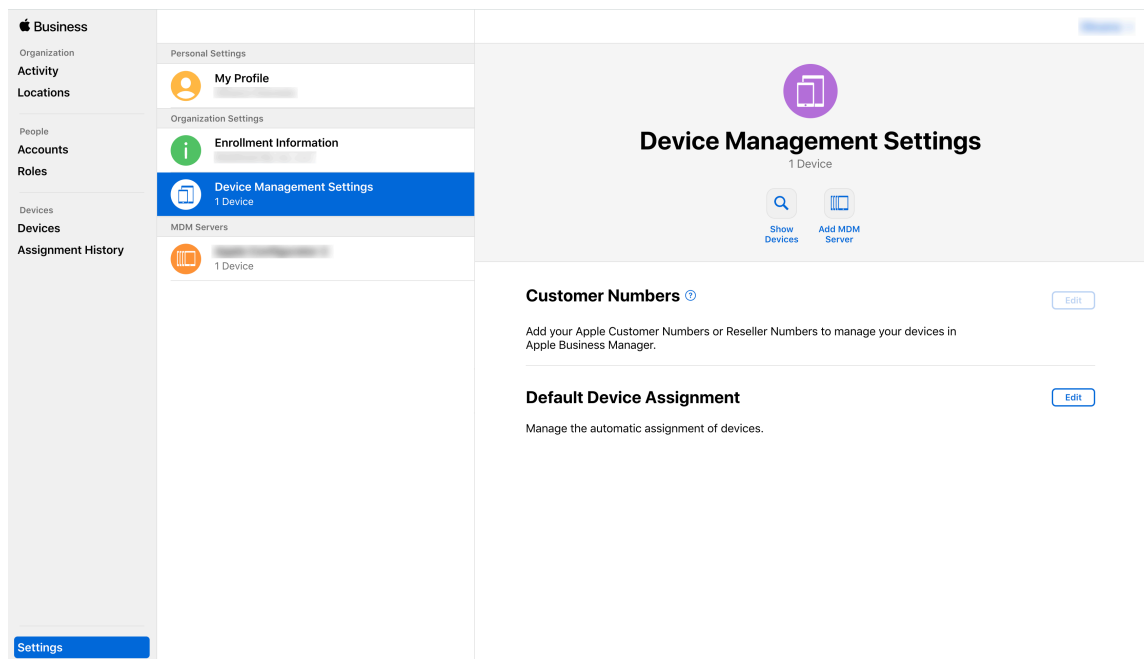 Business
Organization
Activity
Locations
People
Accounts
Roles
Devices
Devices
Assignment History
Settings
Personal Settings
My Profile
Organization Settings
Enrollment Information
Device Management Settings
1 Device
MDM Servers
1 Device
Device Management Settings
1 Device
Show
Devices
Add MDM
Server
Customer Numbers
Edit
Add your Apple Customer Numbers or Reseller Numbers to manage your devices in
Apple Business Manager.
Default Device Assignment
Edit
Manage the automatic assignment of devices.